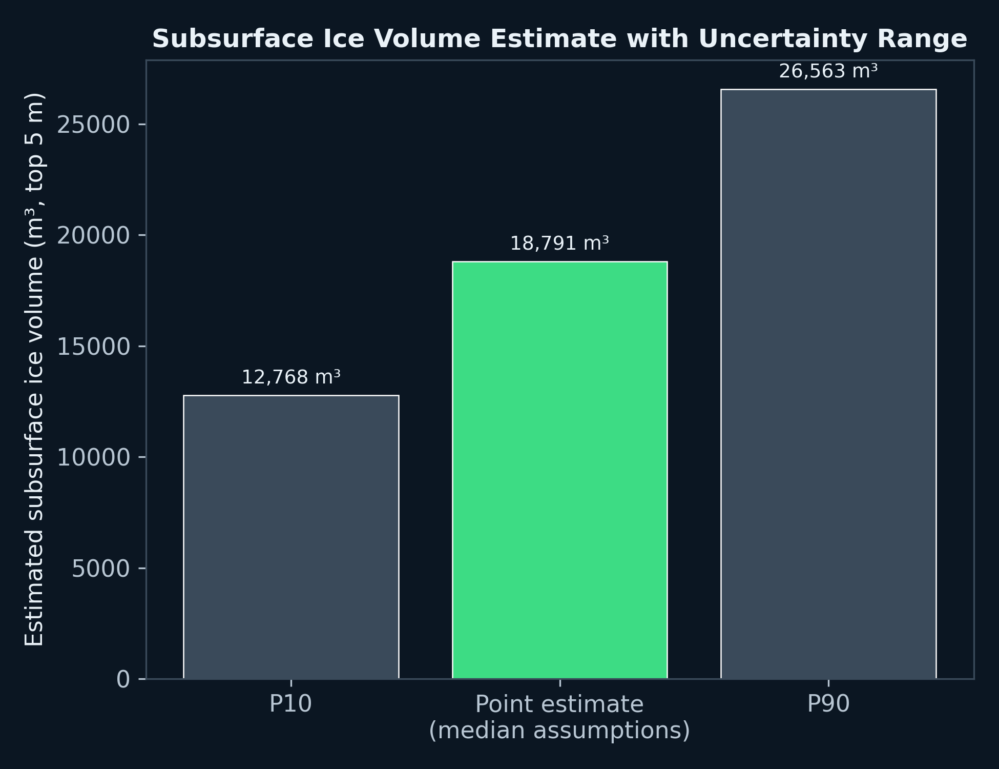 Subsurface Ice Volume Estimate with Uncertainty Range
Estimated subsurface ice volume (m³, top 5 m)
25000
20000
15000
10000
5000
0
12,768 m³
18,791 m³
26,563 m³
P10
Point estimate
(median assumptions)
P90